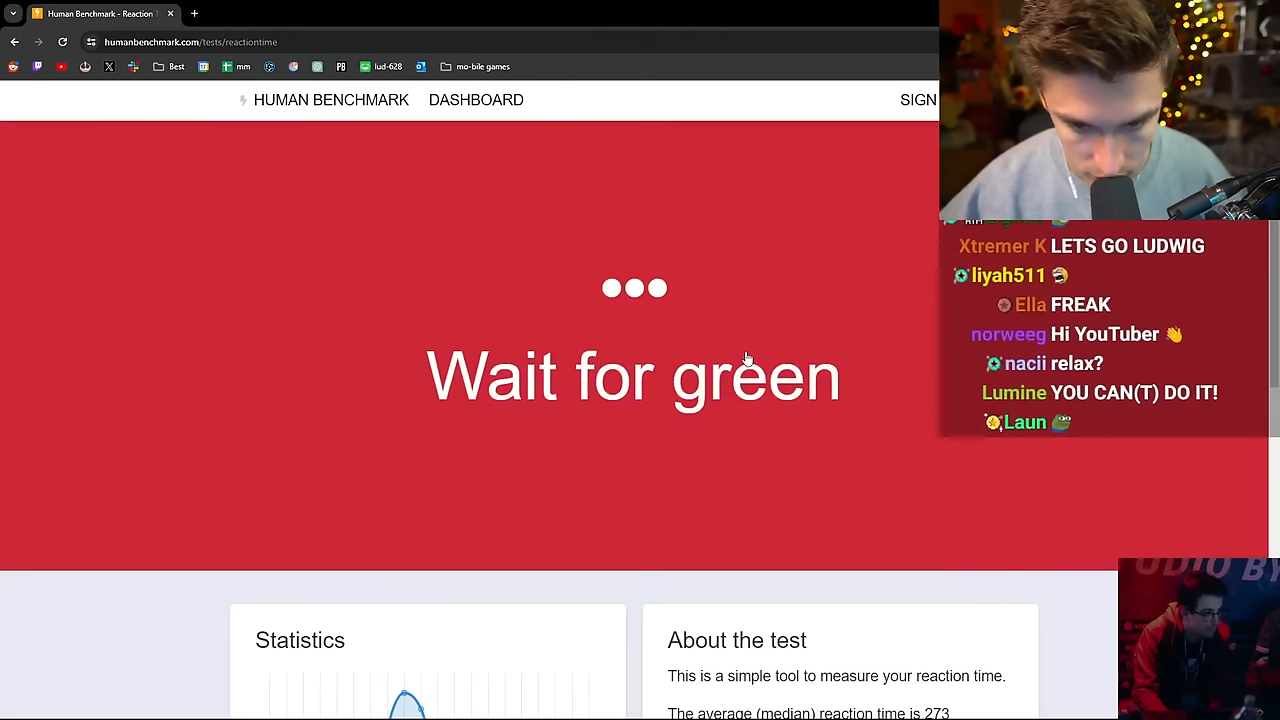 Human Benchmark - Reaction T
humanbenchmark.com/tests/reactiontime
Best
mm
PB
lud-628
mo-bile games
HUMAN BENCHMARK
DASHBOARD
SIGN
Wait for green
Xtremer K LETS GO LUDWIG
liyah511
Ella FREAK
norweeg Hi YouTuber
nacii relax?
Lumine YOU CAN(T) DO IT!
Laun
UDIO BY
Statistics
About the test
This is a simple tool to measure your reaction time.
The average (median) reaction time is 273